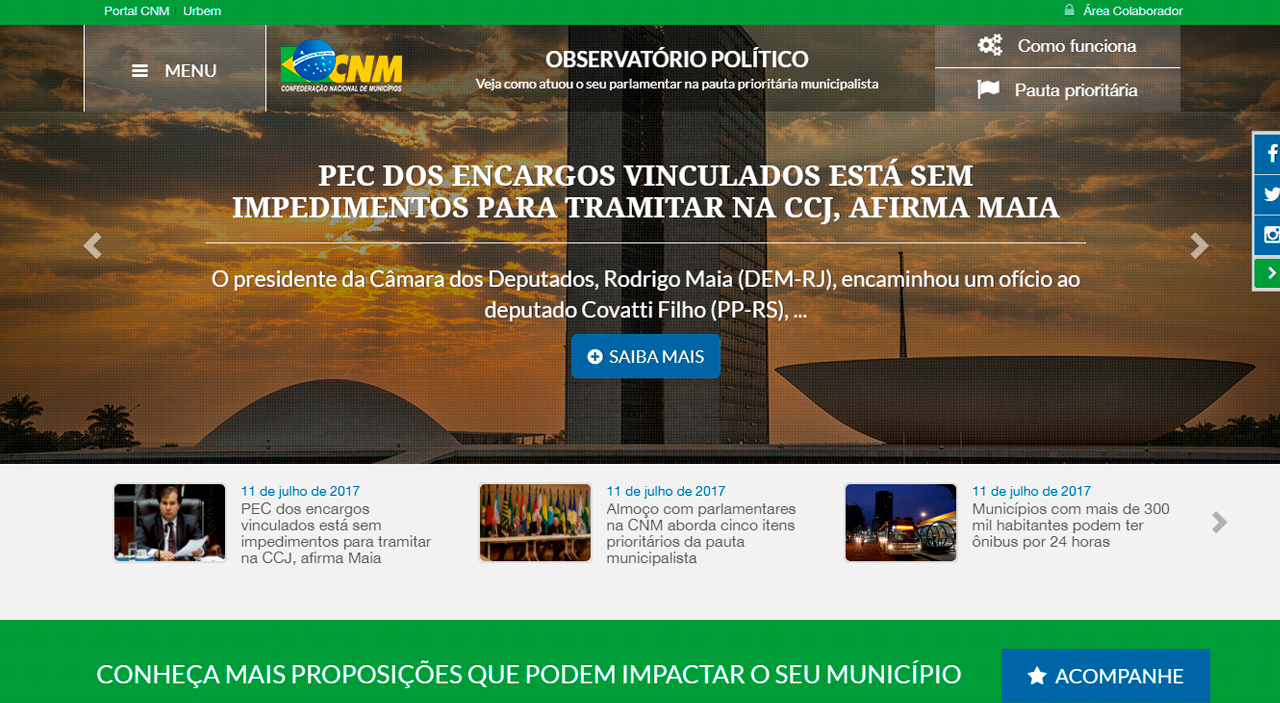 Portal CNM Urbem
Área Colaborador
MENU
CNM
CONFEDERAÇÃO NACIONAL DE MUNICÍPIOS
OBSERVATÓRIO POLÍTICO
Veja como atuou o seu parlamentar na pauta prioritária municipalista
Como funciona
Pauta prioritária
PEC DOS ENCARGOS VINCULADOS ESTÁ SEM
IMPEDIMENTOS PARA TRAMITAR NA CCJ, AFIRMA MAIA
O presidente da Câmara dos Deputados, Rodrigo Maia (DEM-RJ), encaminhou um ofício ao
deputado Covatti Filho (PP-RS), ...
SAIBA MAIS
11 de julho de 2017
PEC dos encargos
vinculados está sem
impedimentos para tramitar
na CCJ, afirma Maia
11 de julho de 2017
Almoço com parlamentares
na CNM aborda cinco itens
prioritários da pauta
municipalista
11 de julho de 2017
Municípios com mais de 300
mil habitantes podem ter
ônibus por 24 horas
CONHEÇA MAIS PROPOSIÇÕES QUE PODEM IMPACTAR O SEU MUNICÍPIO
ACOMPANHE